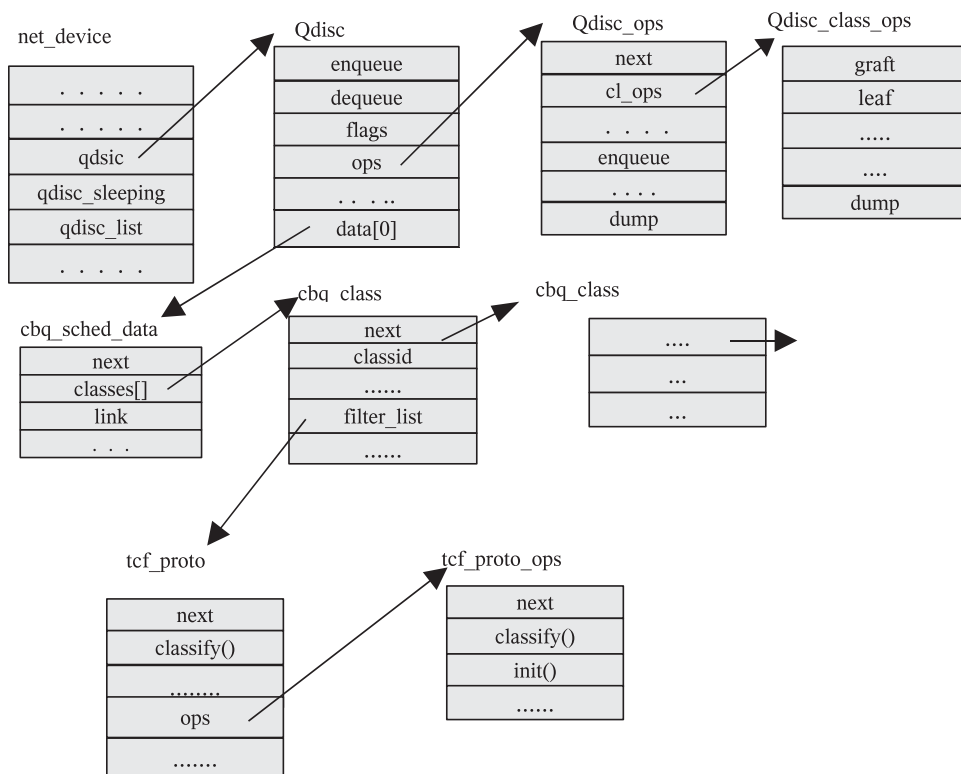 net_device
. . . . .
. . . . .
qdsic
qdisc_sleeping
qdisc_list
. . . . .
Qdisc
enqueue
dequeue
flags
ops
. . . ..
data[0]
Qdisc_ops
next
cl_ops
. . . .
enqueue
. . . .
dump
Qdisc_class_ops
graft
leaf
.....
....
dump
cbq_sched_data
next
classes[]
link
. . .
cbq_class
next
classid
......
filter_list
......
cbq_class
....
...
...
tcf_proto
next
classify()
........
ops
.......
tcf_proto_ops
next
classify()
init()
......